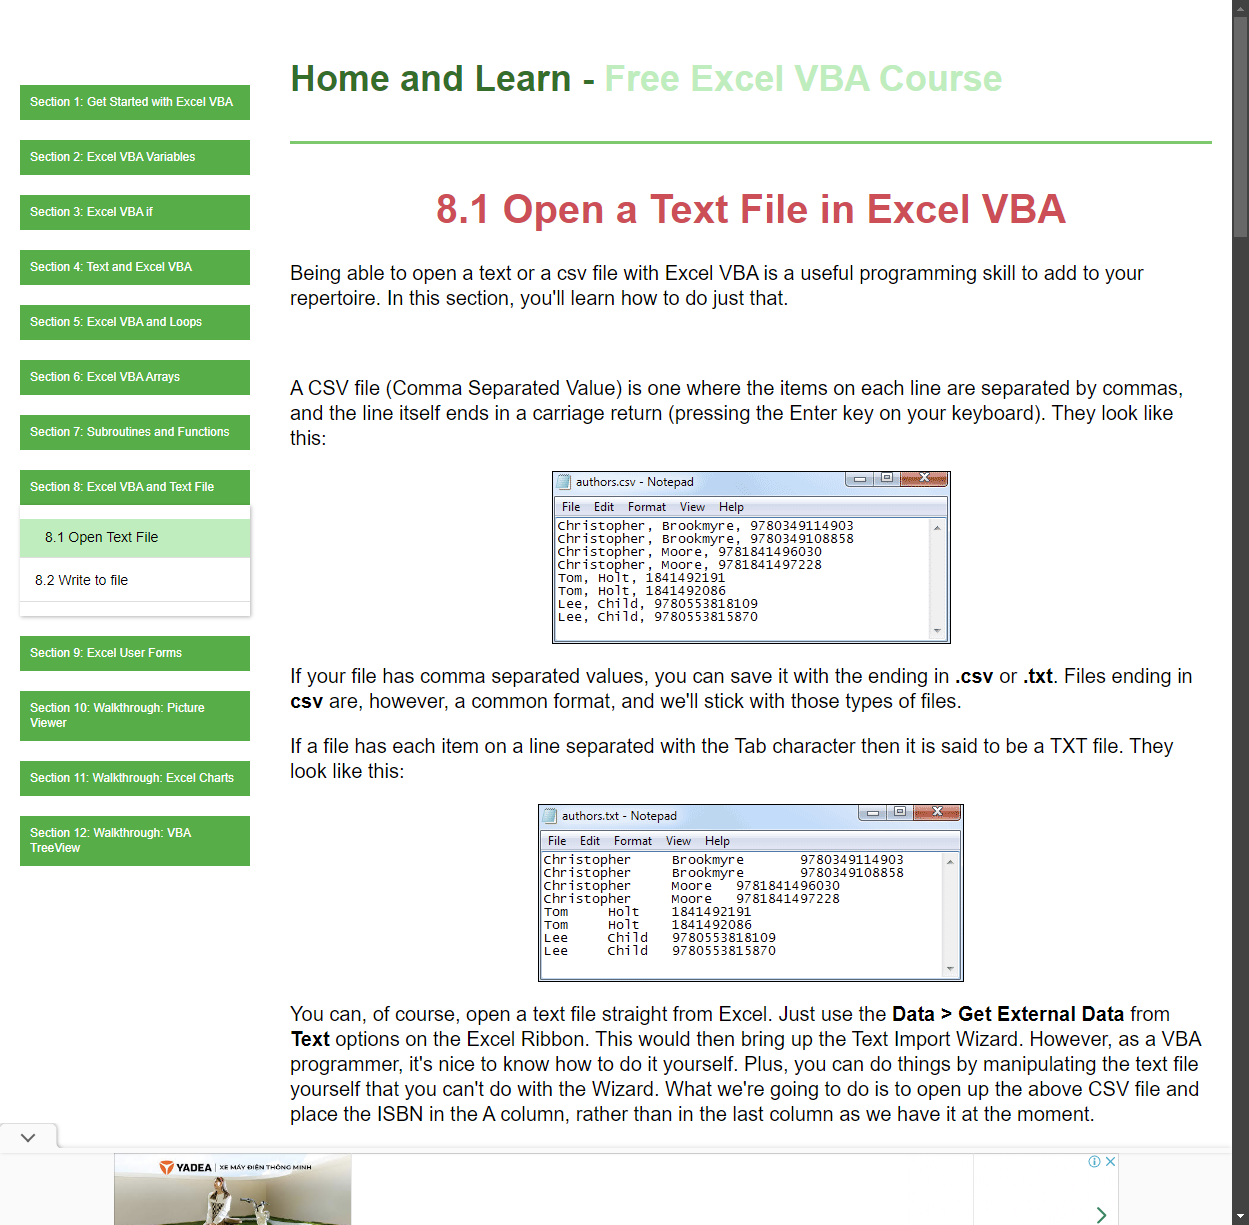 Home and Learn - Free Excel VBA Course
Section 1: Get Started with Excel VBA
Section 2: Excel VBA Variables
Section 3: Excel VBA if
Section 4: Text and Excel VBA
Section 5: Excel VBA and Loops
Section 6: Excel VBA Arrays
Section 7: Subroutines and Functions
Section 8: Excel VBA and Text File
8.1 Open Text File
8.2 Write to file
Section 9: Excel User Forms
Section 10: Walkthrough: Picture
Viewer
Section 11: Walkthrough: Excel Charts
Section 12: Walkthrough: VBA
TreeView
8.1 Open a Text File in Excel VBA
Being able to open a text or a csv file with Excel VBA is a useful programming skill to add to your
repertoire. In this section, you'll learn how to do just that.
A CSV file (Comma Separated Value) is one where the items on each line are separated by commas,
and the line itself ends in a carriage return (pressing the Enter key on your keyboard). They look like
this:
authors.csv - Notepad
File Edit Format View Help
Christopher, Brookmyre, 9780349114903
Christopher, Brookmyre, 9780349108858
Christopher, Moore, 9781841496030
Christopher, Moore, 9781841497228
Tom, Holt, 1841492191
Tom, Holt, 1841492086
Lee, Child, 9780553818109
Lee, Child, 9780553815870
If your file has comma separated values, you can save it with the ending in .csv or .txt. Files ending in
csv are, however, a common format, and we'll stick with those types of files.
If a file has each item on a line separated with the Tab character then it is said to be a TXT file. They
look like this:
authors.txt - Notepad
File Edit Format View Help
Christopher Brookmyre 9780349114903
Christopher Brookmyre 9780349108858
Christopher Moore 9781841496030
Christopher Moore 9781841497228
Tom Holt 1841492191
Tom Holt 1841492086
Lee Child 9780553818109
Lee Child 9780553815870
You can, of course, open a text file straight from Excel. Just use the Data > Get External Data from
Text options on the Excel Ribbon. This would then bring up the Text Import Wizard. However, as a VBA
programmer, it's nice to know how to do it yourself. Plus, you can do things by manipulating the text file
yourself that you can't do with the Wizard. What we're going to do is to open up the above CSV file and
place the ISBN in the A column, rather than in the last column as we have it at the moment.
YADEA | XE MÁY ĐIỆN THÔNG MINH